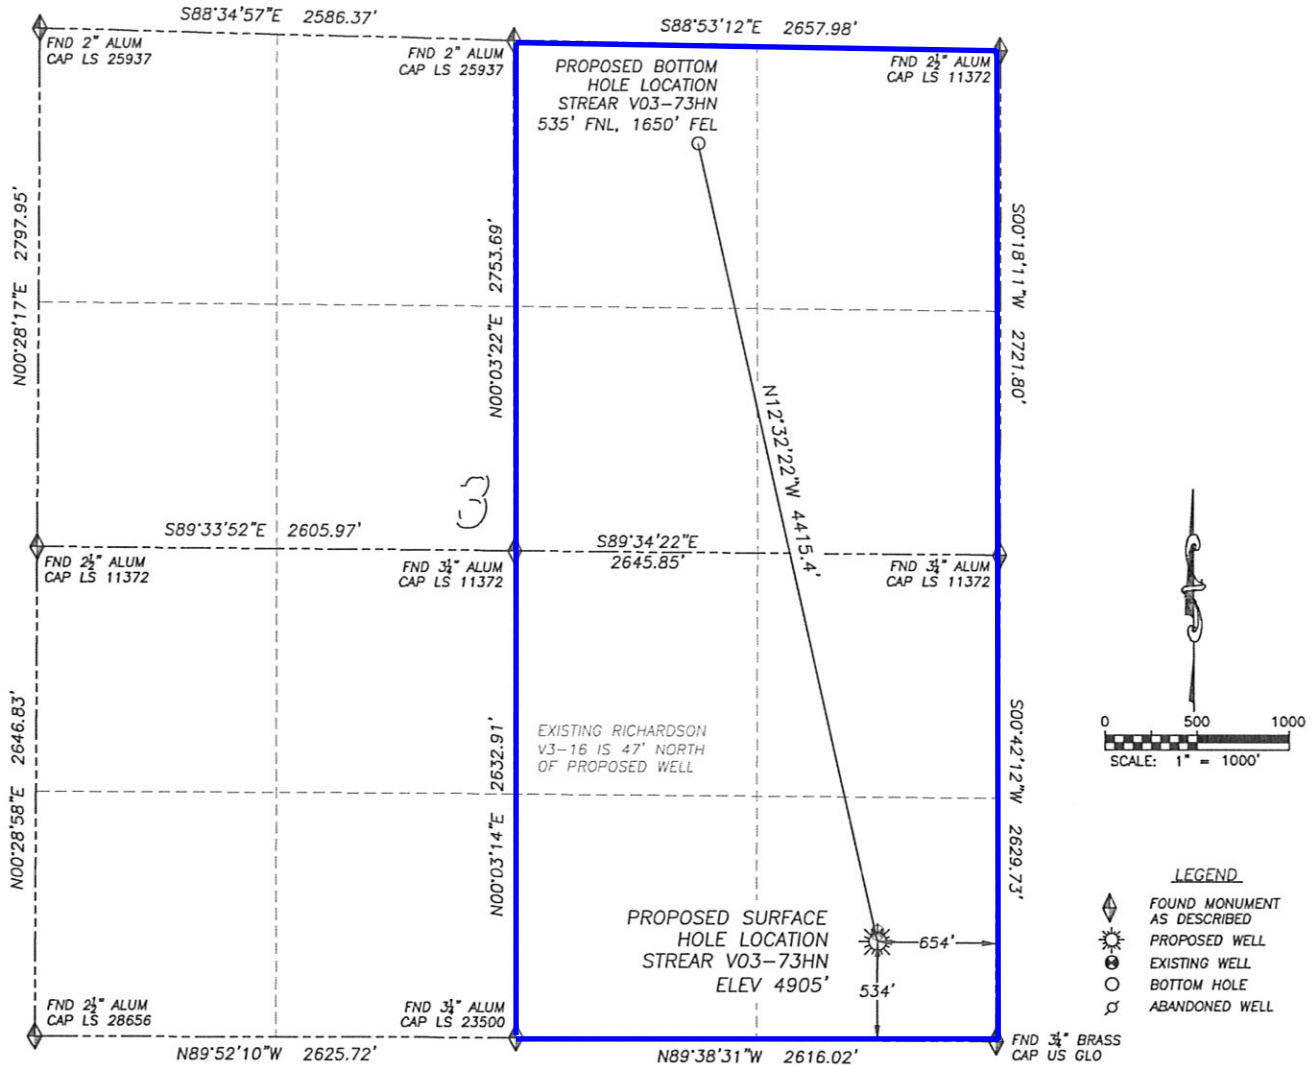 S88°34'57"E 2586.37'
S88°53'12"E 2657.98'
FND 2" ALUM
CAP LS 25937
FND 2" ALUM
CAP LS 25937
PROPOSED BOTTOM
HOLE LOCATION
STREAR V03-73HN
535' FNL, 1650' FEL
FND 2½" ALUM
CAP LS 11372
N00°28'17"E 2797.95'
N00°03'22"E 2753.69'
S00°18'11"W 2721.80'
N12°32'22"W 4415.4'
3
S89°33'52"E 2605.97'
S89°34'22"E
2645.85'
FND 2½" ALUM
CAP LS 11372
FND 3¼" ALUM
CAP LS 11372
FND 3¼" ALUM
CAP LS 11372
N00°28'58"E 2646.83'
N00°03'14"E 2632.91'
S00°42'12"W 2629.73'
EXISTING RICHARDSON
V3-16 IS 47' NORTH
OF PROPOSED WELL
0 500 1000
SCALE: 1" = 1000'
PROPOSED SURFACE
HOLE LOCATION
STREAR V03-73HN
ELEV 4905'
654'
534'
LEGEND
FOUND MONUMENT
AS DESCRIBED
PROPOSED WELL
EXISTING WELL
BOTTOM HOLE
ABANDONED WELL
FND 2½" ALUM
CAP LS 28656
FND 3¼" ALUM
CAP LS 23500
FND 3¼" BRASS
CAP US GLO
N89°52'10"W 2625.72'
N89°38'31"W 2616.02'